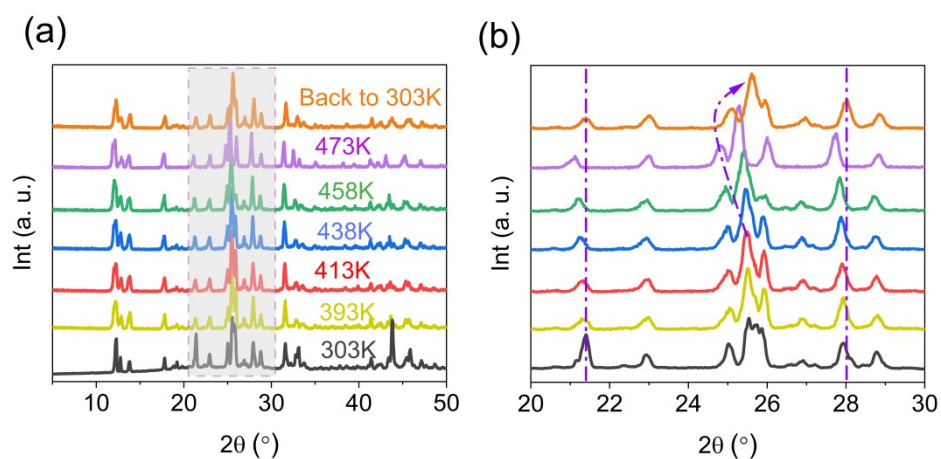 (a)
Int (a. u.)
Back to 303K
473K
458K
438K
413K
393K
303K
10 20 30 40 50
2θ (°)
(b)
Int (a. u.)
20 22 24 26 28 30
2θ (°)